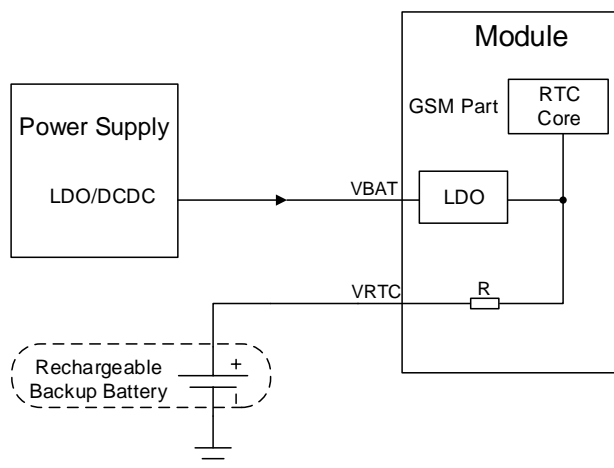 Module
RTC
Core
GSM Part
Power Supply
LDO/DCDC
VBAT
LDO
VRTC
R
Rechargeable
Backup Battery
+